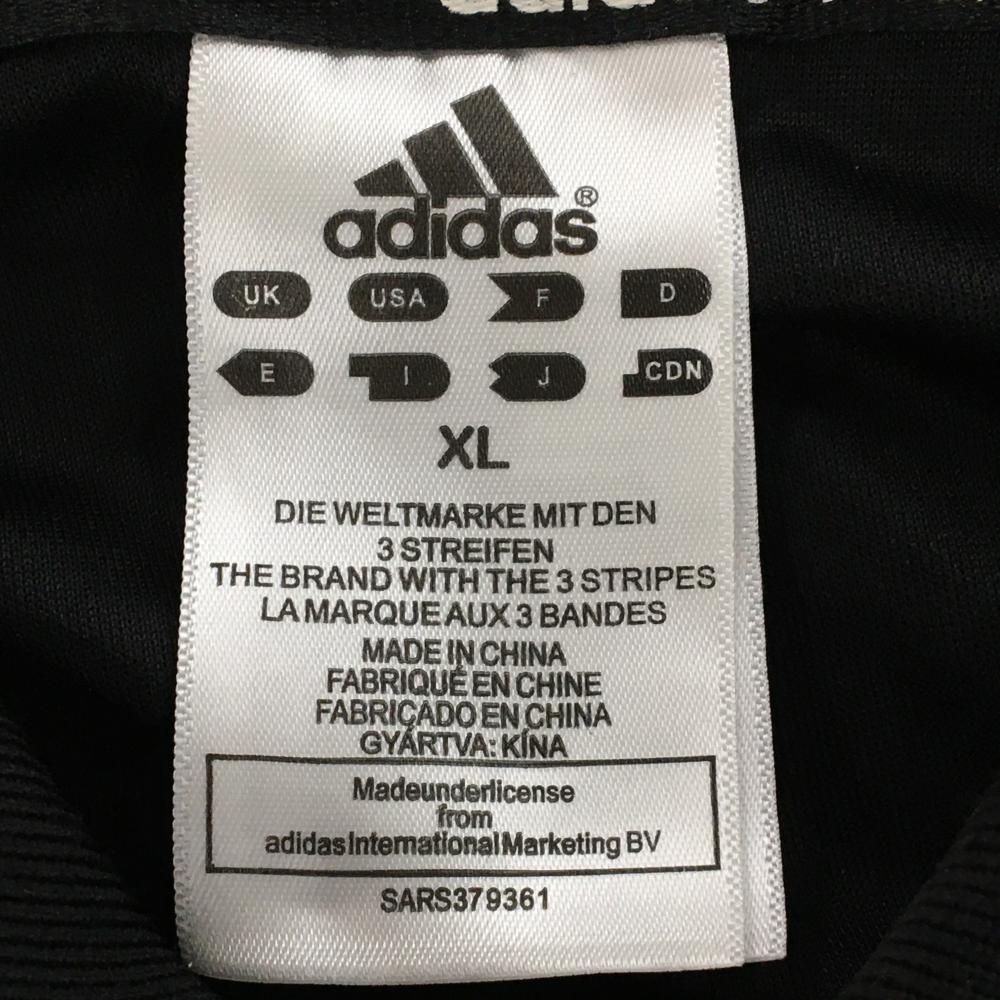 adidas®
UK USA F D
E I J CDN
XL
DIE WELTMARKE MIT DEN
3 STREIFEN
THE BRAND WITH THE 3 STRIPES
LA MARQUE AUX 3 BANDES
MADE IN CHINA
FABRIQUÉ EN CHINE
FABRIÇADO EN CHINA
GYÁRTVA: KÍNA
Madeunderlicense
from
adidasInternationalMarketing BV
SARS379361